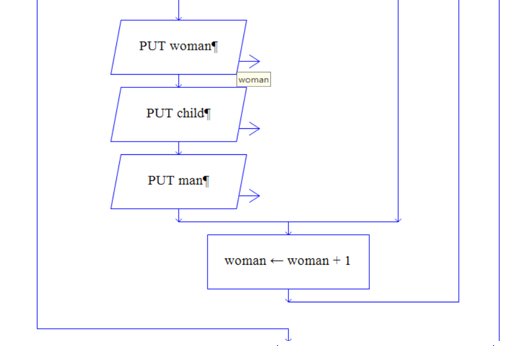 PUT woman¶
woman
PUT child¶
PUT man¶
woman ← woman + 1